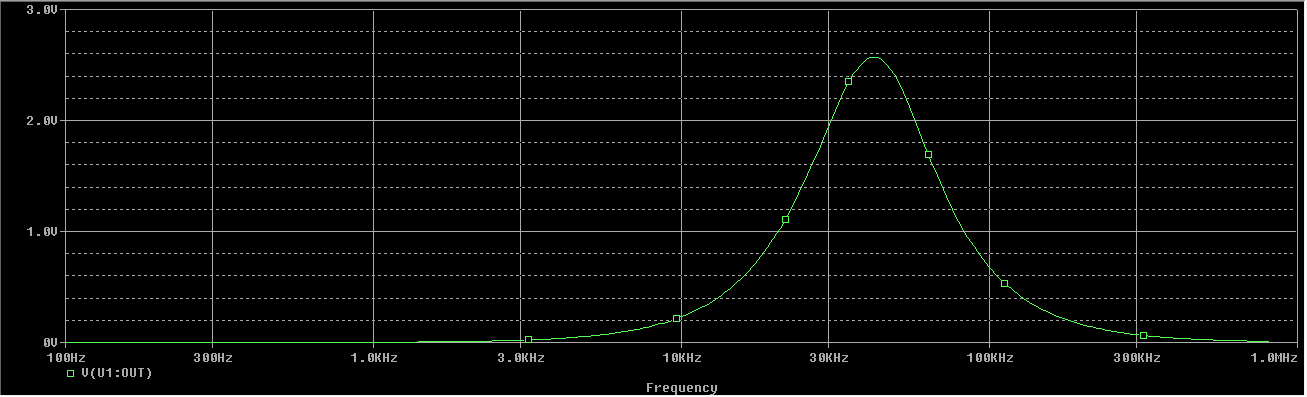 3.0V
2.0V
1.0V
0V
100Hz 300Hz 1.0KHz 3.0KHz 10KHz 30KHz 100KHz 300KHz 1.0MHz
V(U1:OUT)
Frequency